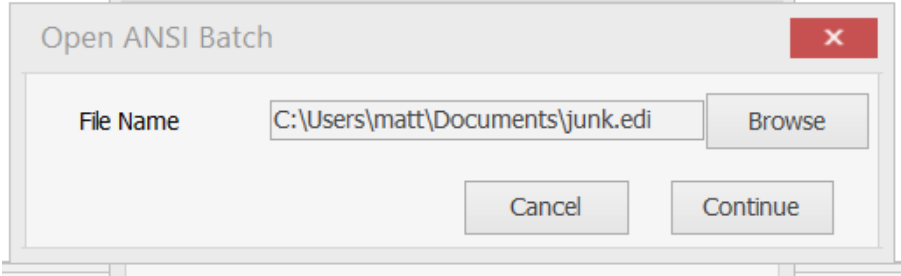 Open ANSI Batch
File Name C:\Users\matt\Documents\junk.edi Browse
Cancel Continue